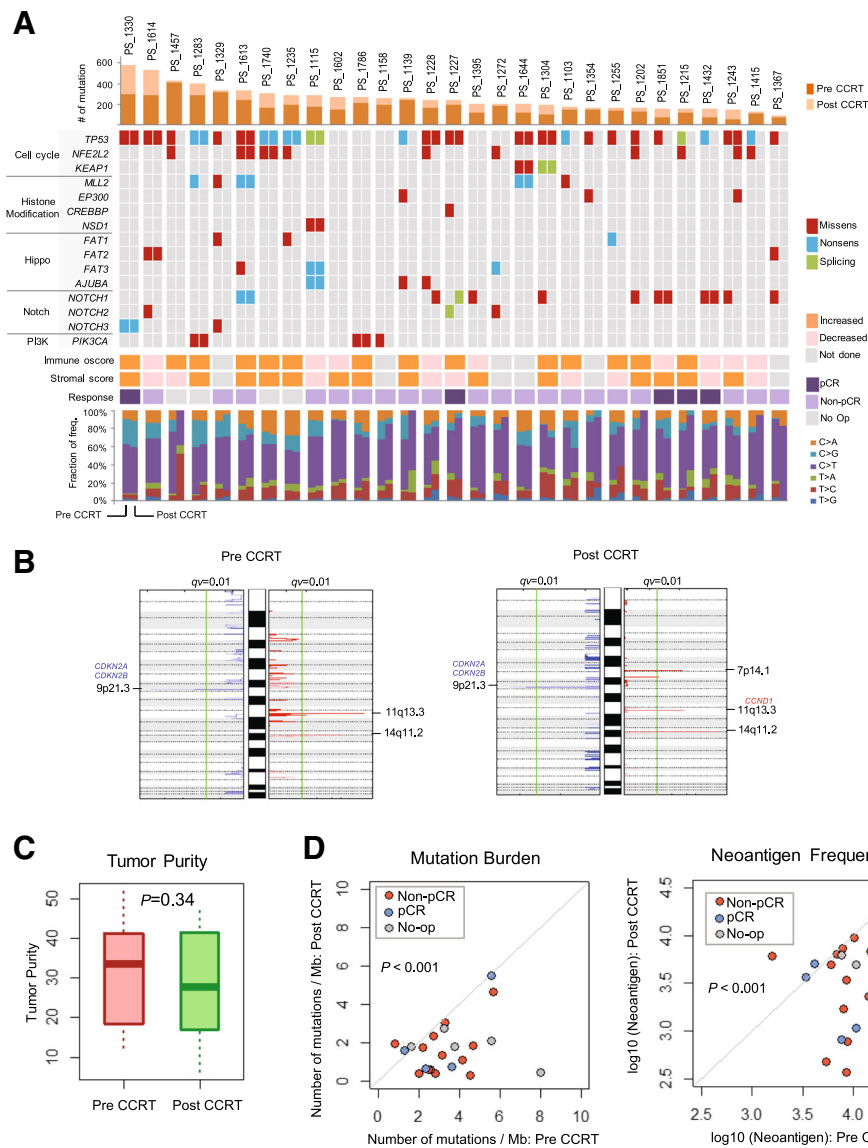 A
PS_1330
PS_1614
PS_1457
PS_1283
PS_1329
PS_1613
PS_1740
PS_1235
PS_1115
PS_1602
PS_1786
PS_1158
PS_1139
PS_1228
PS_1227
PS_1395
PS_1272
PS_1644
PS_1304
PS_1103
PS_1354
PS_1255
PS_1202
PS_1851
PS_1215
PS_1432
PS_1243
PS_1415
PS_1367
# of mutation
600
400
200
Pre CCRT
Post CCRT
Cell cycle
TP53
NFE2L2
KEAP1
Histone Modification
MLL2
EP300
CREBBP
NSD1
Hippo
FAT1
FAT2
FAT3
AJUBA
Notch
NOTCH1
NOTCH2
NOTCH3
PI3K
PIK3CA
Missens
Nonsens
Splicing
Immune oscore
Stromal score
Response
Increased
Decreased
Not done
pCR
Non-pCR
No Op
Fraction of freq.
100%
80%
60%
40%
20%
0%
C>A
C>G
C>T
T>A
T>C
T>G
Pre CCRT
Post CCRT
B
Pre CCRT
qv=0.01
qv=0.01
CDKN2A
CDKN2B
9p21.3
11q13.3
14q11.2
Post CCRT
qv=0.01
qv=0.01
CDKN2A
CDKN2B
9p21.3
7p14.1
CCND1
11q13.3
14q11.2
C
Tumor Purity
P=0.34
Tumor Purity
50
40
30
20
10
Pre CCRT
Post CCRT
D
Mutation Burden
Non-pCR
pCR
No-op
P < 0.001
Number of mutations / Mb: Post CCRT
10
8
6
4
2
0
0
2
4
6
8
10
Number of mutations / Mb: Pre CCRT
Neoantigen Frequen
Non-pCR
pCR
No-op
P < 0.001
log10 (Neoantigen): Post CCRT
4.5
4.0
3.5
3.0
2.5
2.5
3.0
3.5
4.0
log10 (Neoantigen): Pre C